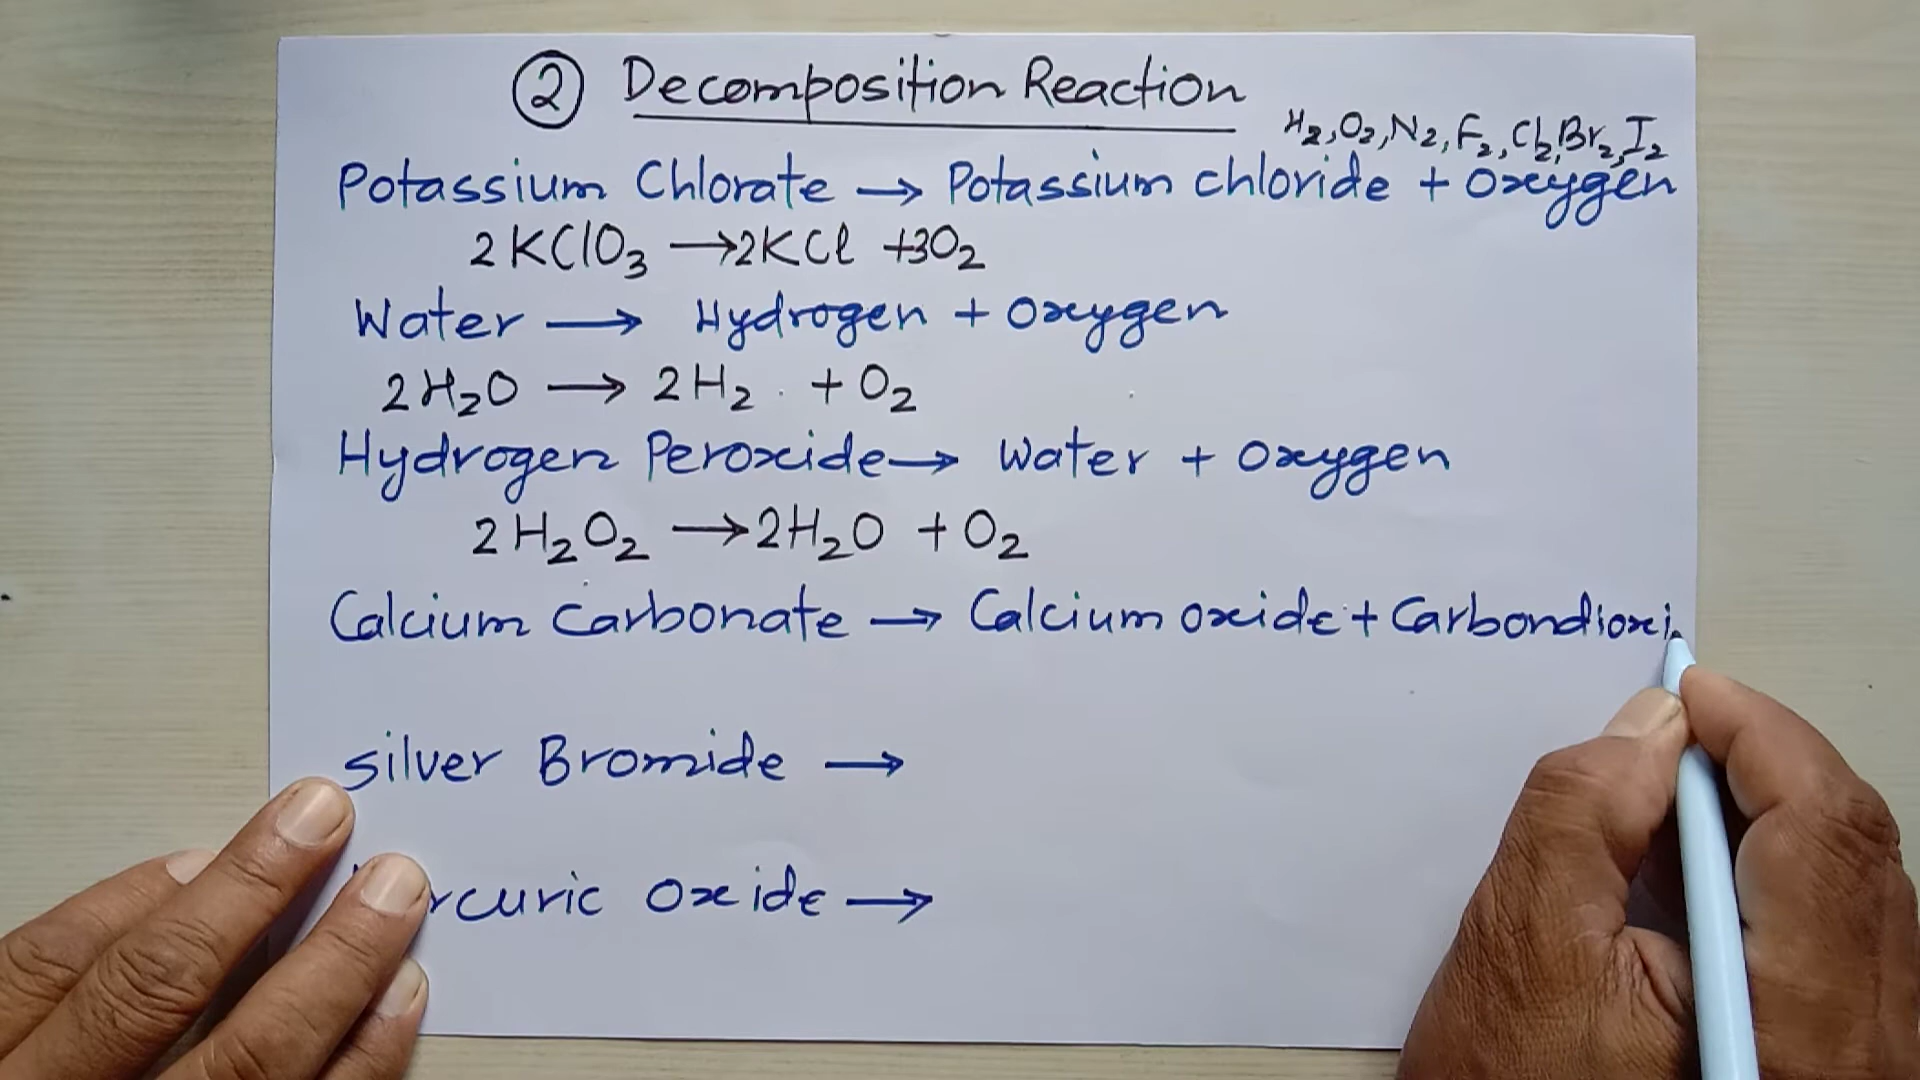 ② Decomposition Reaction
H₂, O₂, N₂, F₂, Cl₂, Br₂, I₂
Potassium Chlorate → Potassium chloride + Oxygen
2KClO₃ → 2KCl + 3O₂
Water → Hydrogen + Oxygen
2H₂O → 2H₂ + O₂
Hydrogen Peroxide → Water + Oxygen
2H₂O₂ → 2H₂O + O₂
Calcium Carbonate → Calcium oxide + Carbondioxi
Silver Bromide →
rcuric Oxide →